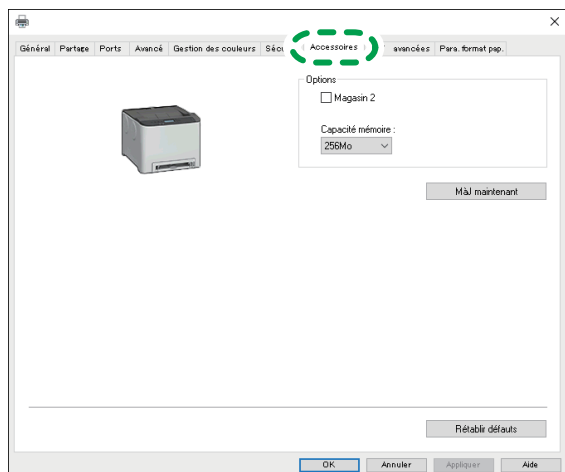 Général Partage Ports Avancé Gestion des couleurs Accessoires avancées Para. format pap.
Options
Magasin 2
Capacité mémoire :
256Mo
MàJ maintenant
Rétablir défauts
OK Annuler Appliquer Aide